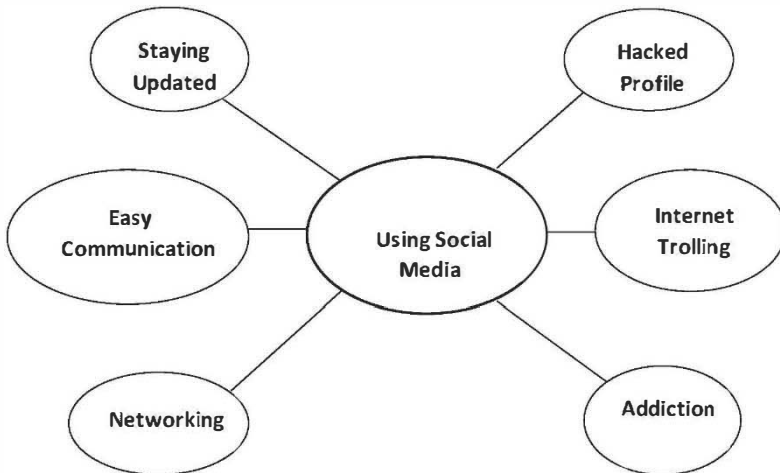 Staying
Updated
Hacked
Profile
Easy
Communication
Using Social
Media
Internet
Trolling
Networking
Addiction